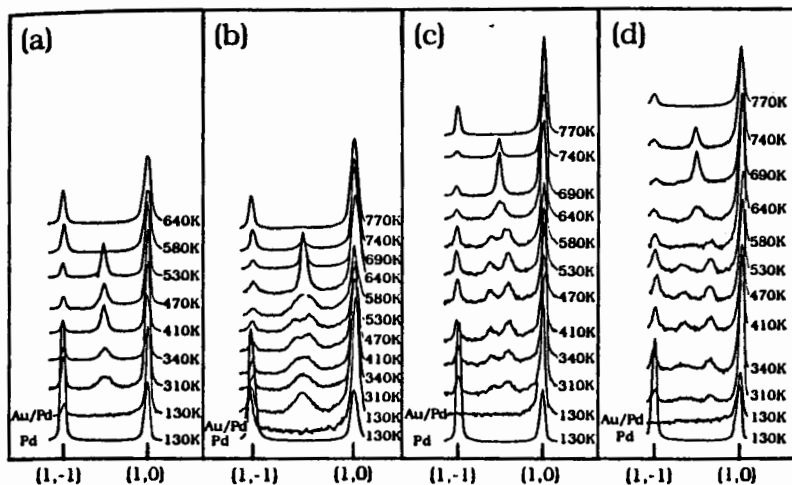 (a)
640K
580K
530K
470K
410K
340K
310K
Au/Pd 130K
Pd 130K
{1,-1} {1,0}
(b)
770K
740K
690K
640K
580K
530K
470K
410K
340K
310K
Au/Pd 130K
Pd 130K
{1,-1} {1,0}
(c)
770K
740K
690K
640K
580K
530K
470K
410K
340K
310K
Au/Pd 130K
Pd 130K
{1,-1} {1,0}
(d)
770K
740K
690K
640K
580K
530K
470K
410K
340K
310K
Au/Pd 130K
Pd 130K
{1,-1} {1,0}